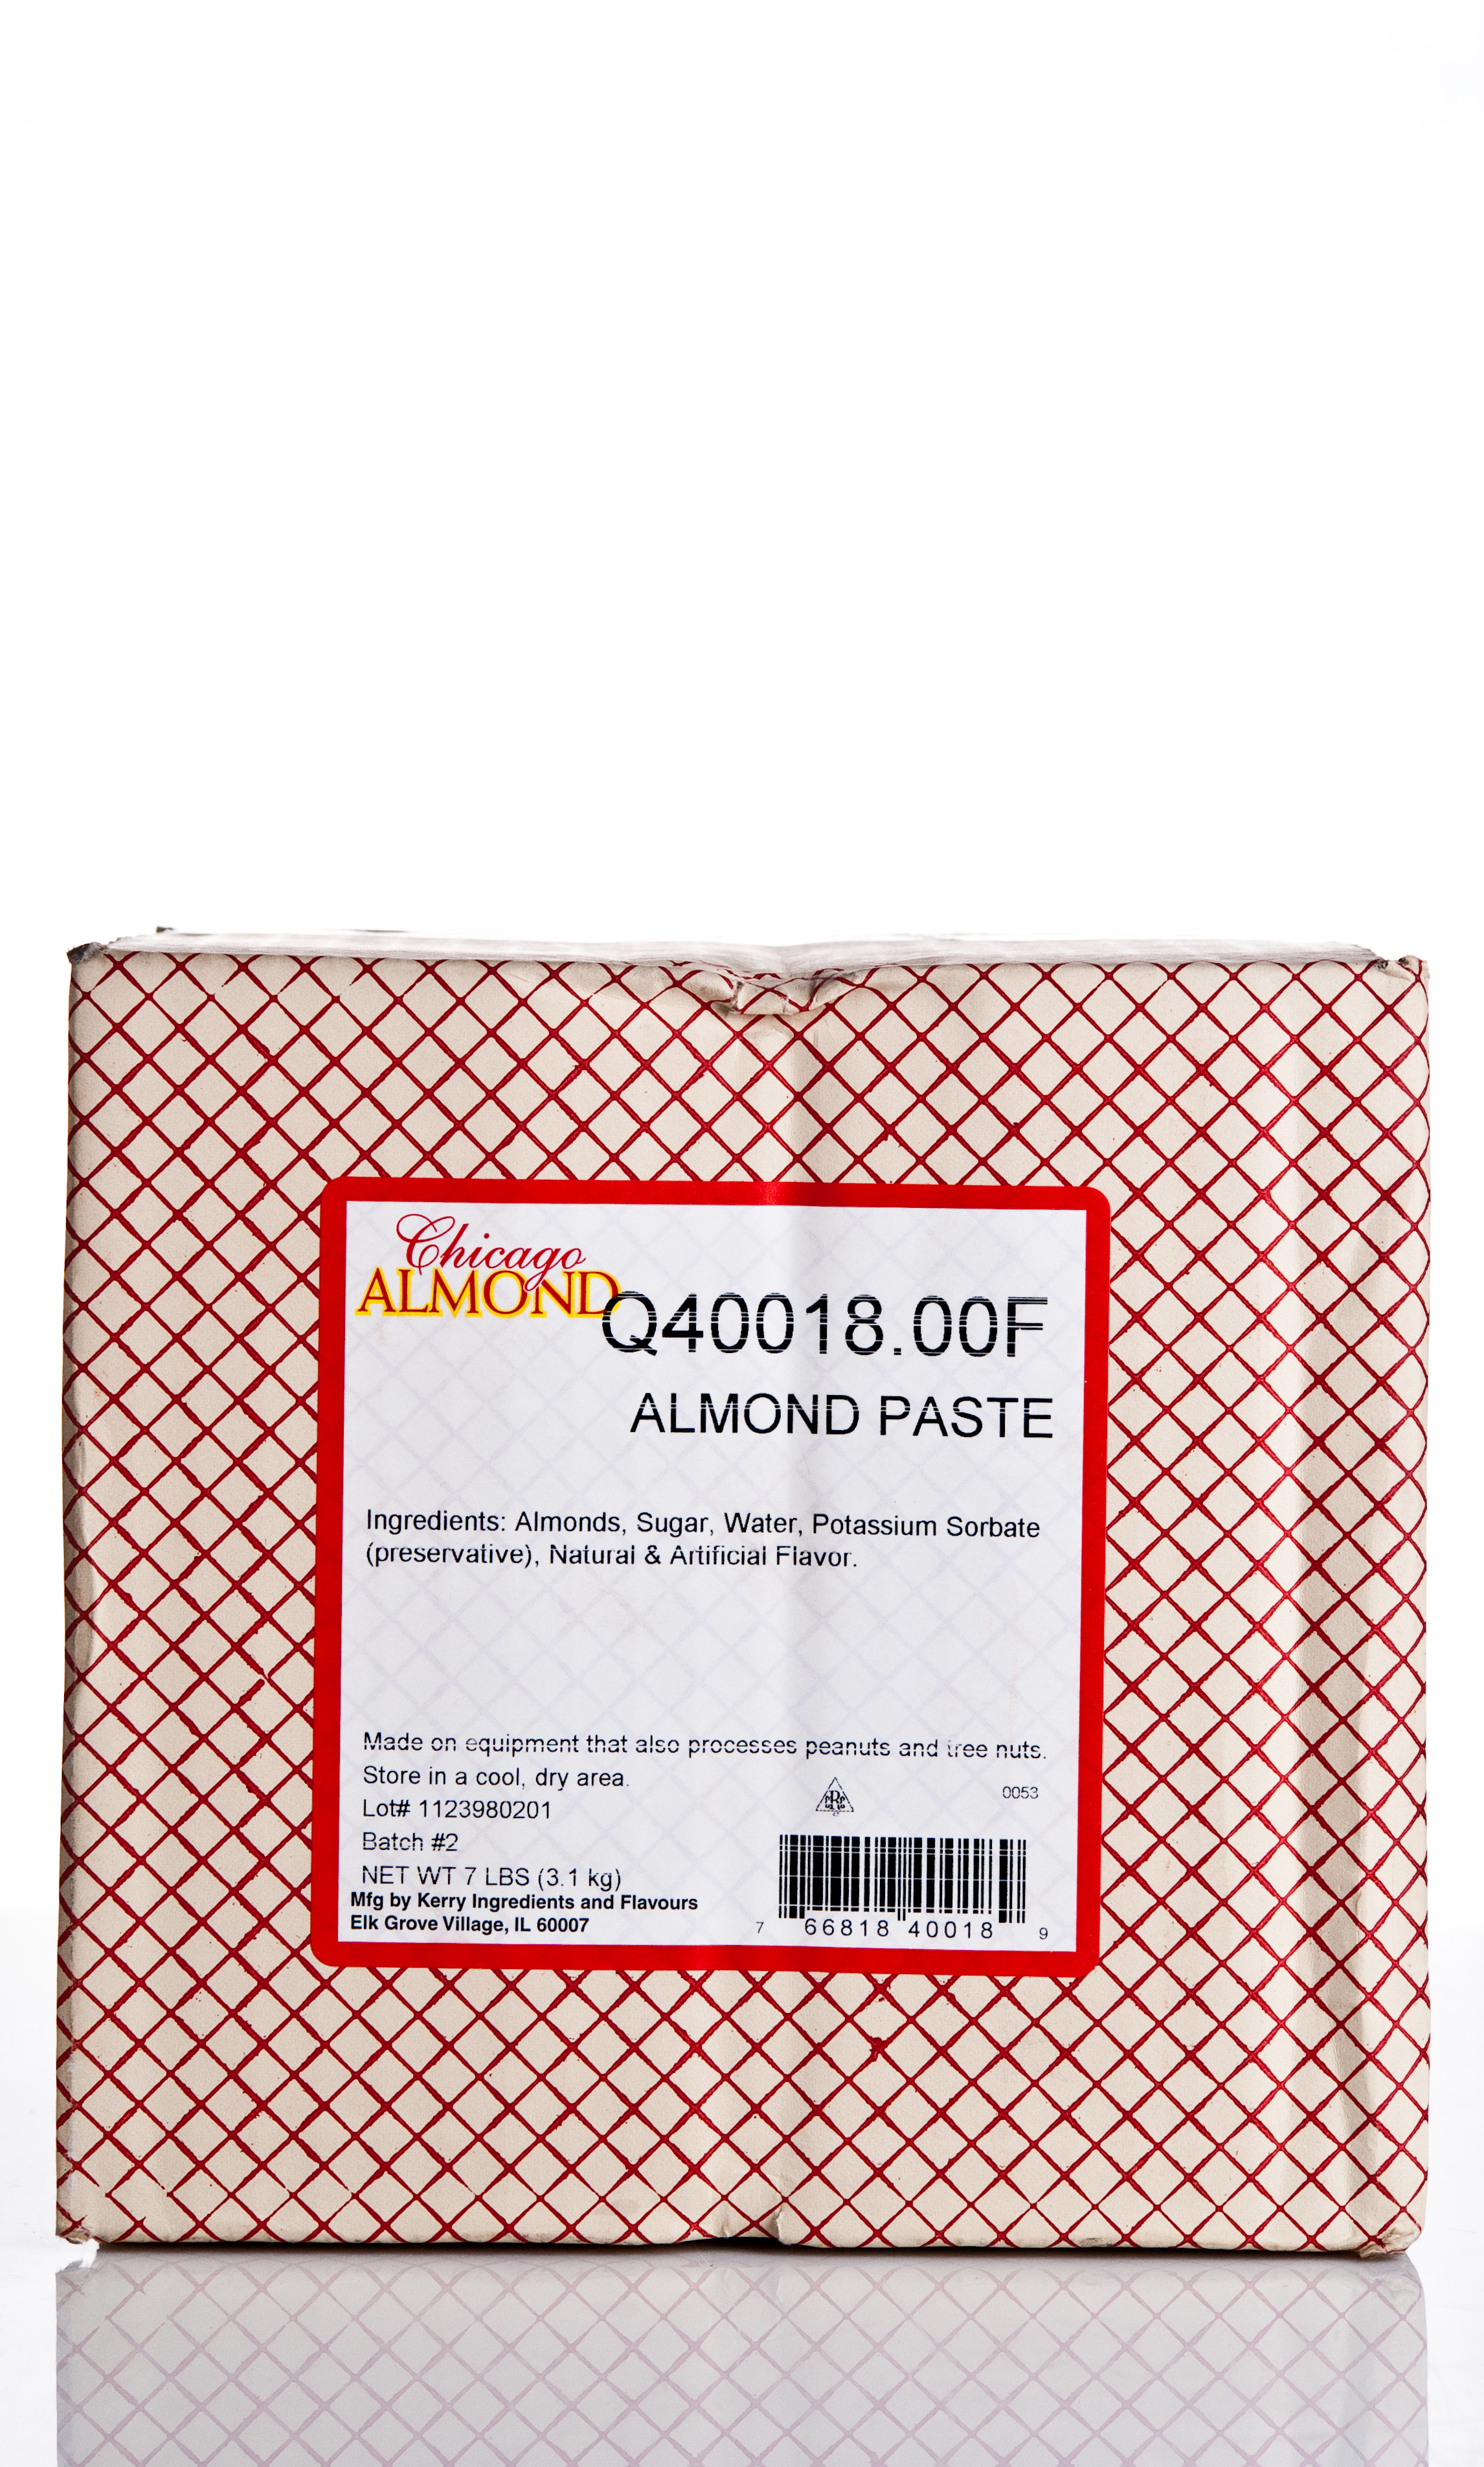 Chicago
ALMOND
Q40018.00F
ALMOND PASTE
Ingredients: Almonds, Sugar, Water, Potassium Sorbate
(preservative), Natural & Artificial Flavor.
Made on equipment that also processes peanuts and tree nuts.
Store in a cool, dry area.
0053
Lot# 1123980201
Batch #2
NET WT 7 LBS (3.1 kg)
Mfg by Kerry Ingredients and Flavours
Elk Grove Village, IL 60007
7 66818 40018 9